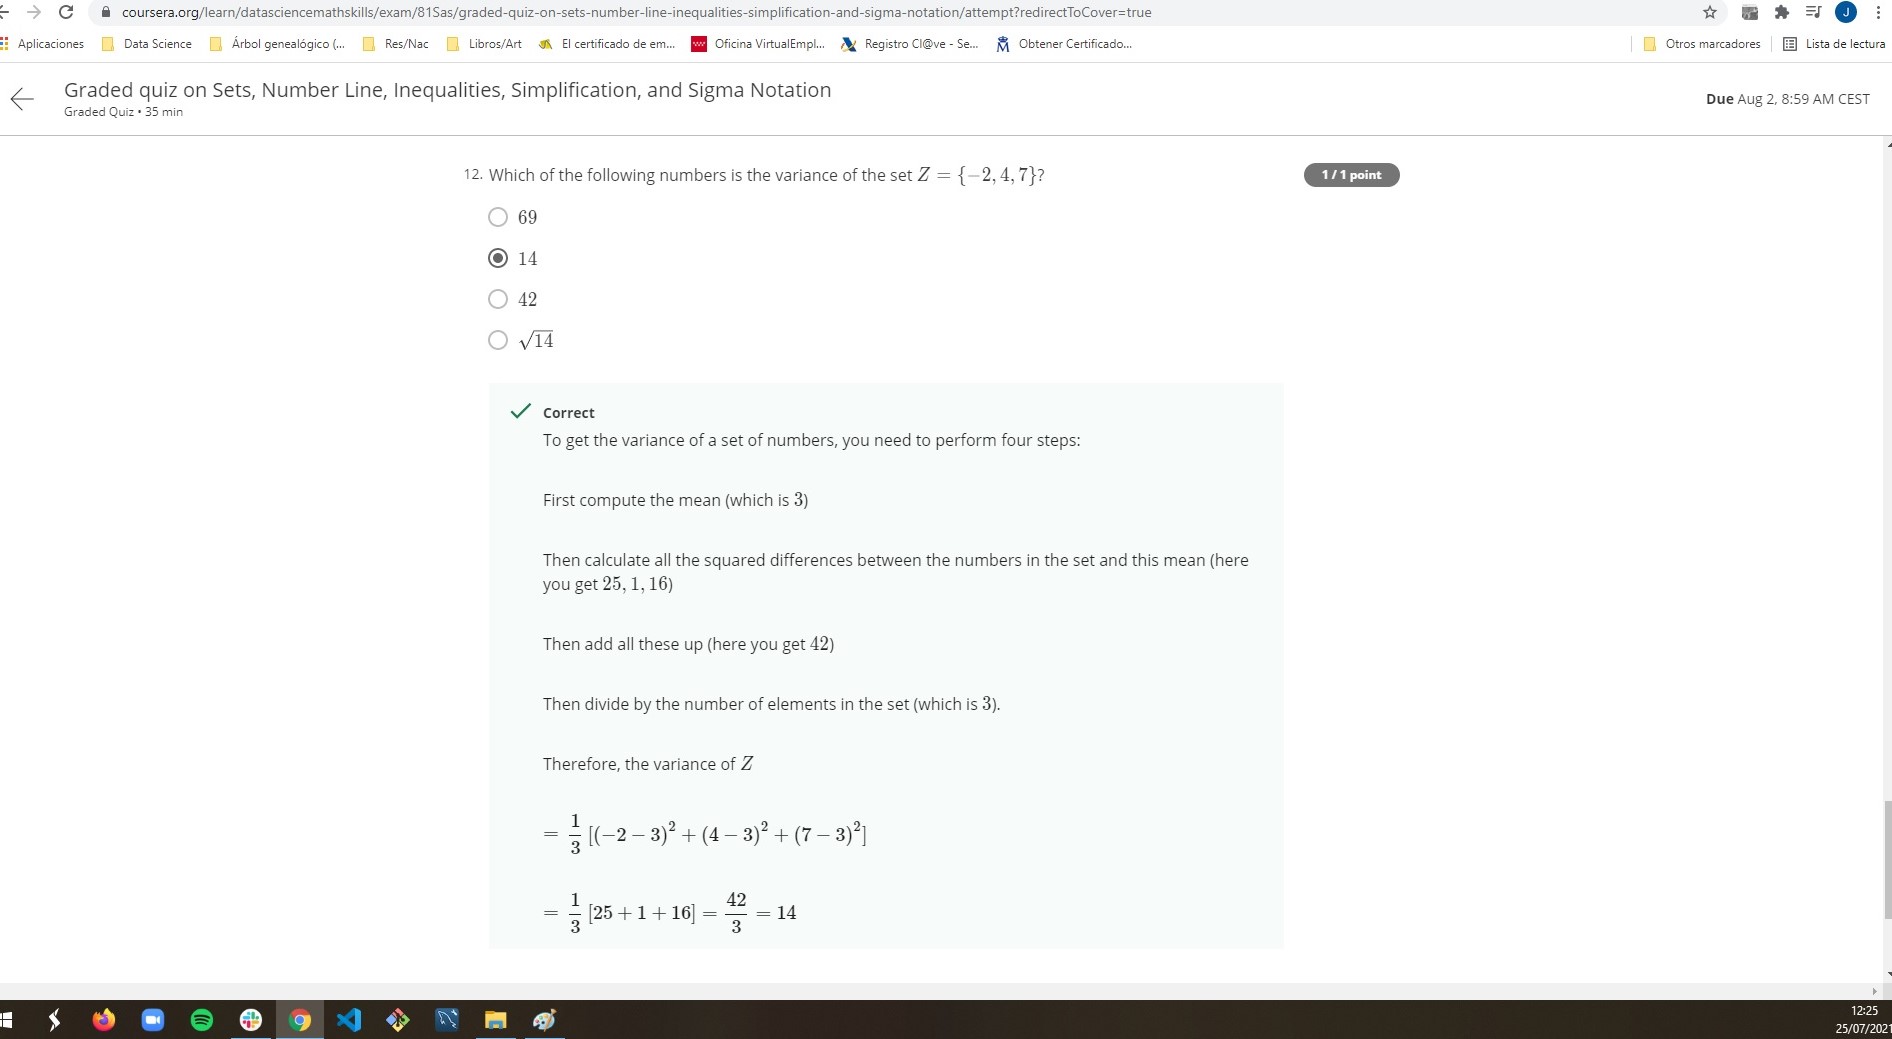 coursera.org/learn/datasciencemathskills/exam/81Sas/graded-quiz-on-sets-number-line-inequalities-simplification-and-sigma-notation/attempt?redirectToCover=true
J
Aplicaciones Data Science Árbol genealógico (... Res/Nac Libros/Art El certificado de em... Oficina VirtualEmpl... Registro Cl@ve - Se... Obtener Certificado... Otros marcadores Lista de lectura
Graded quiz on Sets, Number Line, Inequalities, Simplification, and Sigma Notation
Graded Quiz • 35 min
Due Aug 2, 8:59 AM CEST
12. Which of the following numbers is the variance of the set Z = {−2, 4, 7}?
1 / 1 point
69
14
42
√14
Correct
To get the variance of a set of numbers, you need to perform four steps:
First compute the mean (which is 3)
Then calculate all the squared differences between the numbers in the set and this mean (here
you get 25, 1, 16)
Then add all these up (here you get 42)
Then divide by the number of elements in the set (which is 3).
Therefore, the variance of Z
= 1/3 [(−2 − 3)² + (4 − 3)² + (7 − 3)²]
= 1/3 [25 + 1 + 16] = 42/3 = 14
12:25
25/07/2021